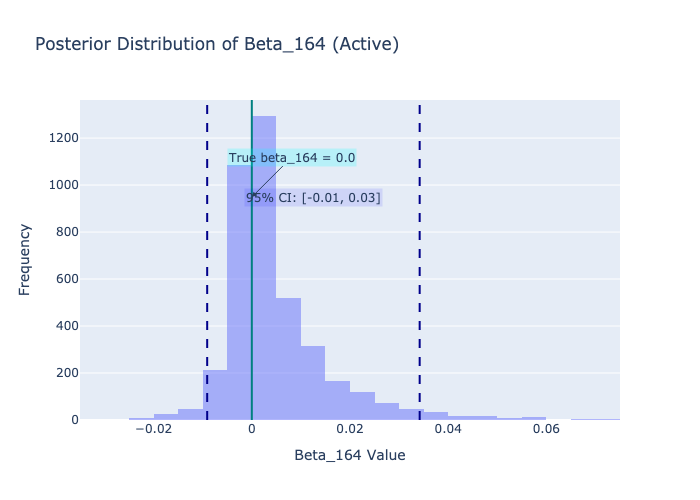 Posterior Distribution of Beta_164 (Active)
1200
1000
800
600
400
200
0
Frequency
True beta_164 = 0.0
95% CI: [-0.01, 0.03]
−0.02
0
0.02
0.04
0.06
Beta_164 Value